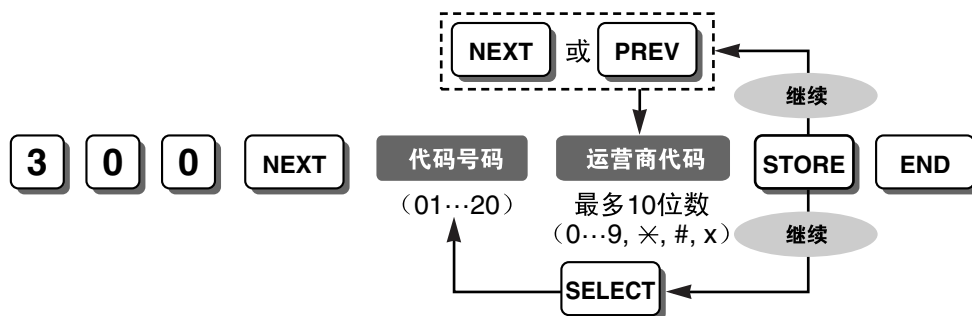 NEXT 或 PREV
继续
3 0 0 NEXT 代码号码 运营商代码 STORE END
（01…20） 最多10位数
（0…9, ✳, #, x）
继续
SELECT